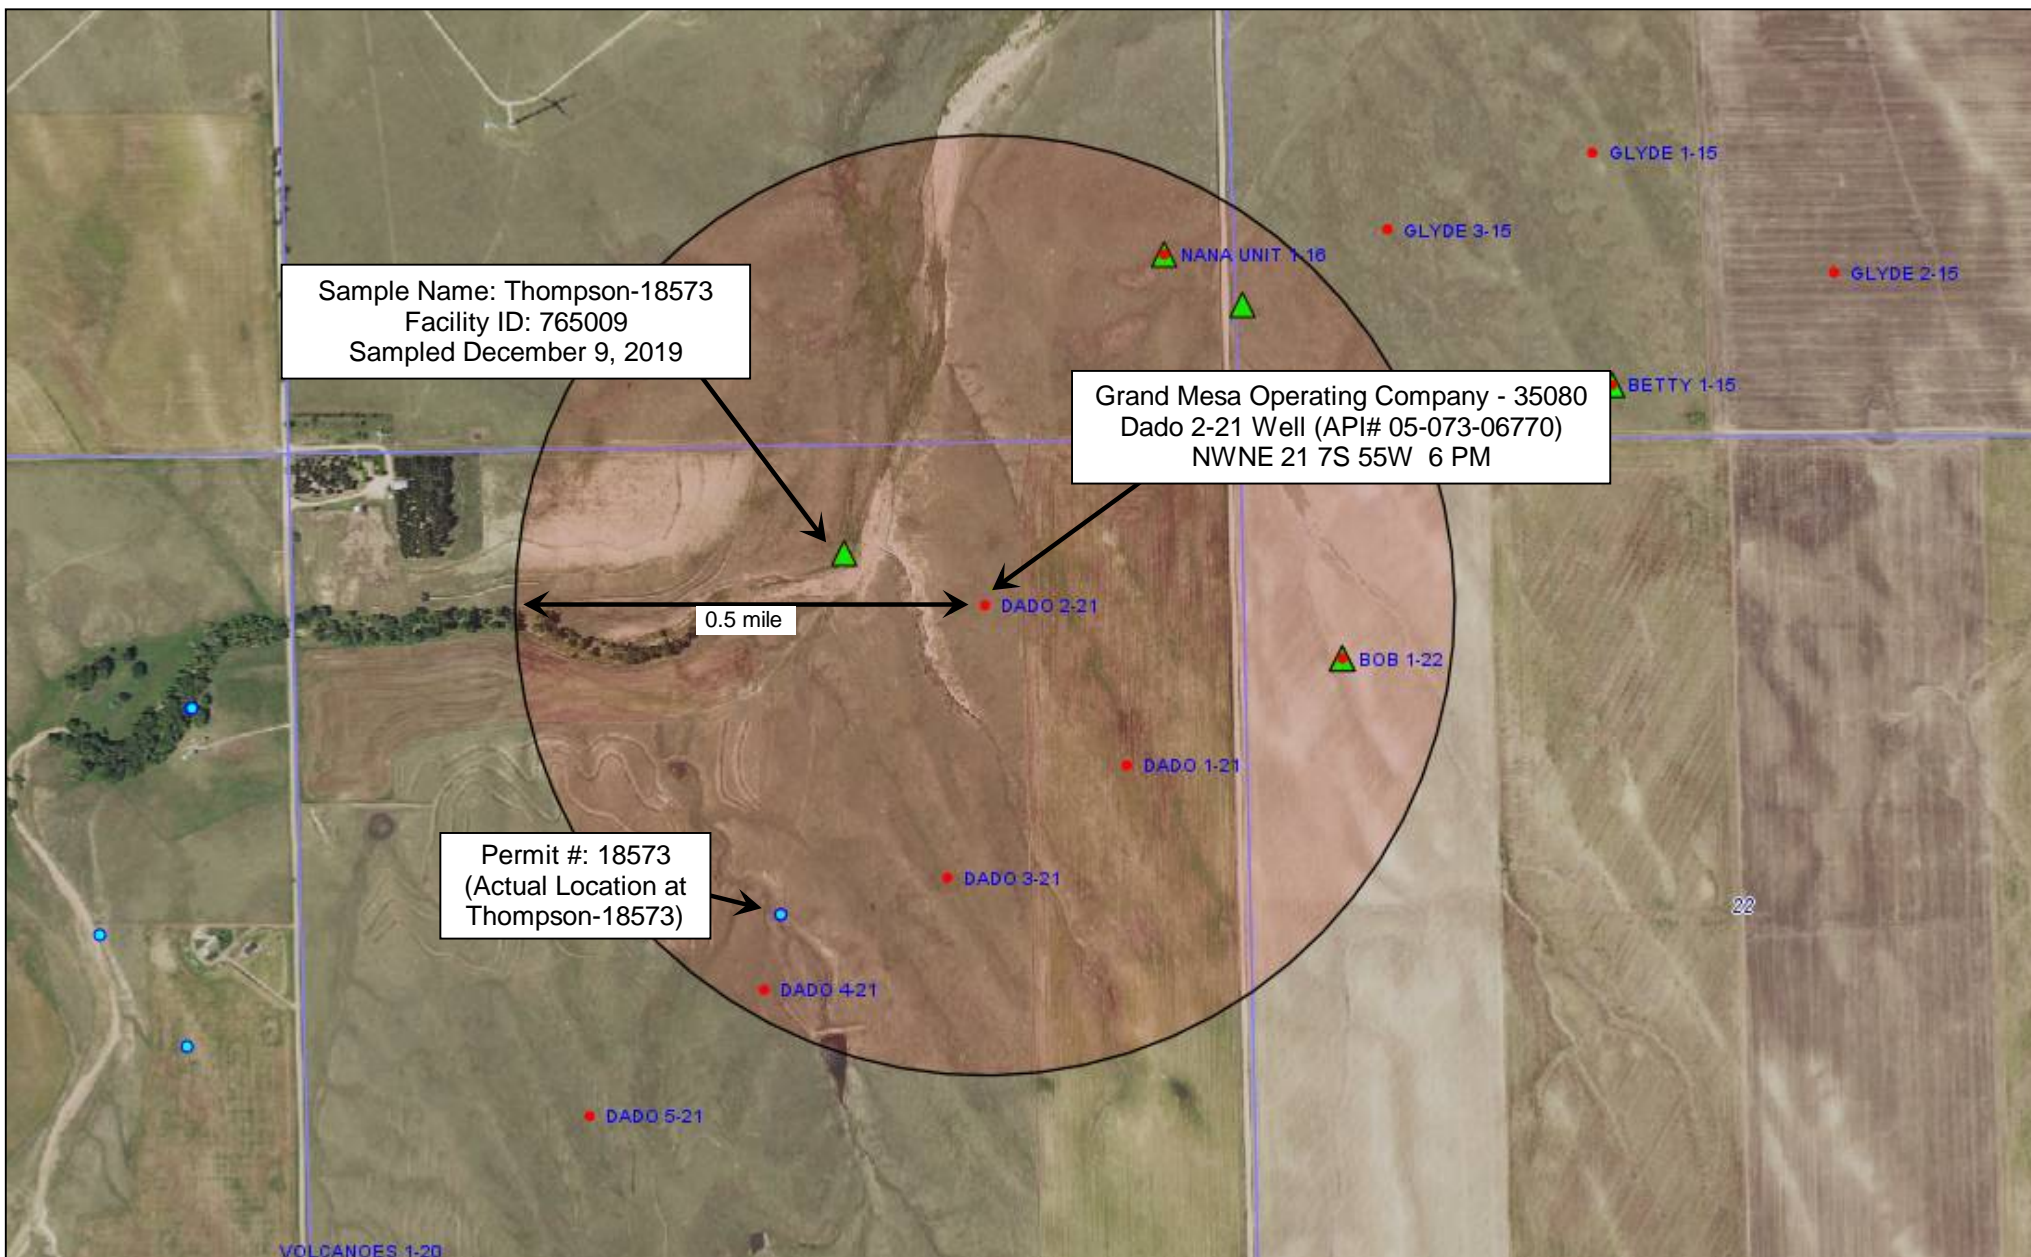 GLYDE 1-15
GLYDE 3-15
NANA UNIT 1-16
GLYDE 2-15
Sample Name: Thompson-18573
Facility ID: 765009
Sampled December 9, 2019
Grand Mesa Operating Company - 35080
Dado 2-21 Well (API# 05-073-06770)
NWNE 21 7S 55W  6 PM
BETTY 1-15
DADO 2-21
0.5 mile
BOB 1-22
DADO 1-21
Permit #: 18573
(Actual Location at
Thompson-18573)
DADO 3-21
22
DADO 4-21
DADO 5-21
VOLCANOES 1-20